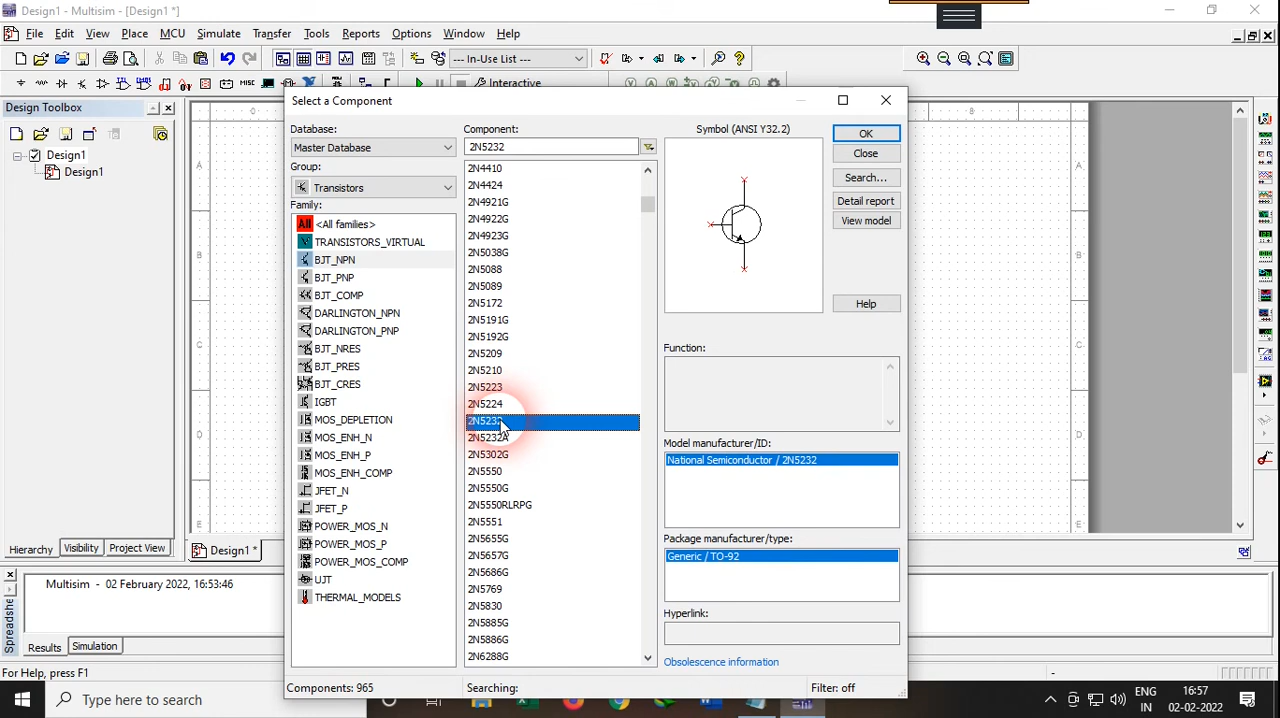 Design1 - Multisim - [Design1 *]
File Edit View Place MCU Simulate Transfer Tools Reports Options Window Help
--- In-Use List ---
Interactive
Design Toolbox
Design1
Design1
Hierarchy Visibility Project View
Design1 *
Select a Component
Database:
Master Database
Group:
Transistors
Family:
All <All families>
TRANSISTORS_VIRTUAL
BJT_NPN
BJT_PNP
BJT_COMP
DARLINGTON_NPN
DARLINGTON_PNP
BJT_NRES
BJT_PRES
BJT_CRES
IGBT
MOS_DEPLETION
MOS_ENH_N
MOS_ENH_P
MOS_ENH_COMP
JFET_N
JFET_P
POWER_MOS_N
POWER_MOS_P
POWER_MOS_COMP
UJT
THERMAL_MODELS
Component:
2N5232
2N4410
2N4424
2N4921G
2N4922G
2N4923G
2N5038G
2N5088
2N5089
2N5172
2N5191G
2N5192G
2N5209
2N5210
2N5223
2N5224
2N5232
2N5232A
2N5302G
2N5550
2N5550G
2N5550RLRPG
2N5551
2N5655G
2N5657G
2N5686G
2N5769
2N5830
2N5885G
2N5886G
2N6288G
Symbol (ANSI Y32.2)
OK
Close
Search...
Detail report
View model
Help
Function:
Model manufacturer/ID:
National Semiconductor / 2N5232
Package manufacturer/type:
Generic / TO-92
Hyperlink:
Obsolescence information
Components: 965 Searching: Filter: off
A
B
C
D
E
A
B
C
D
E
Multisim - 02 February 2022, 16:53:46
Results Simulation
For Help, press F1
Type here to search
ENG
IN
16:57
02-02-2022